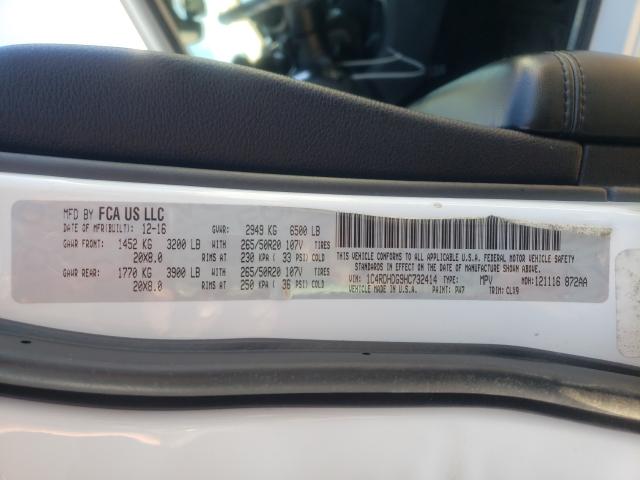 MFD BY FCA US LLC
DATE OF MFR(BUILT): 12-16 GVWR: 2949 KG 6500 LB
GAWR FRONT: 1452 KG 3200 LB WITH 265/50R20 107V TIRES
20X8.0 RIMS AT 230 KPA ( 33 PSI) COLD
GAWR REAR: 1770 KG 3900 LB WITH 265/50R20 107V TIRES
20X8.0 RIMS AT 250 KPA ( 36 PSI) COLD
THIS VEHICLE CONFORMS TO ALL APPLICABLE U.S.A. FEDERAL MOTOR VEHICLE SAFETY
STANDARDS IN EFFECT ON THE DATE OF MANUFACTURE SHOWN ABOVE.
VIN: 1C4RDHDG9HC732414 TYPE: MPV MDH:121116 872AA
VEHICLE MADE IN U.S.A. PAINT: PW7 TRIM: CLX9